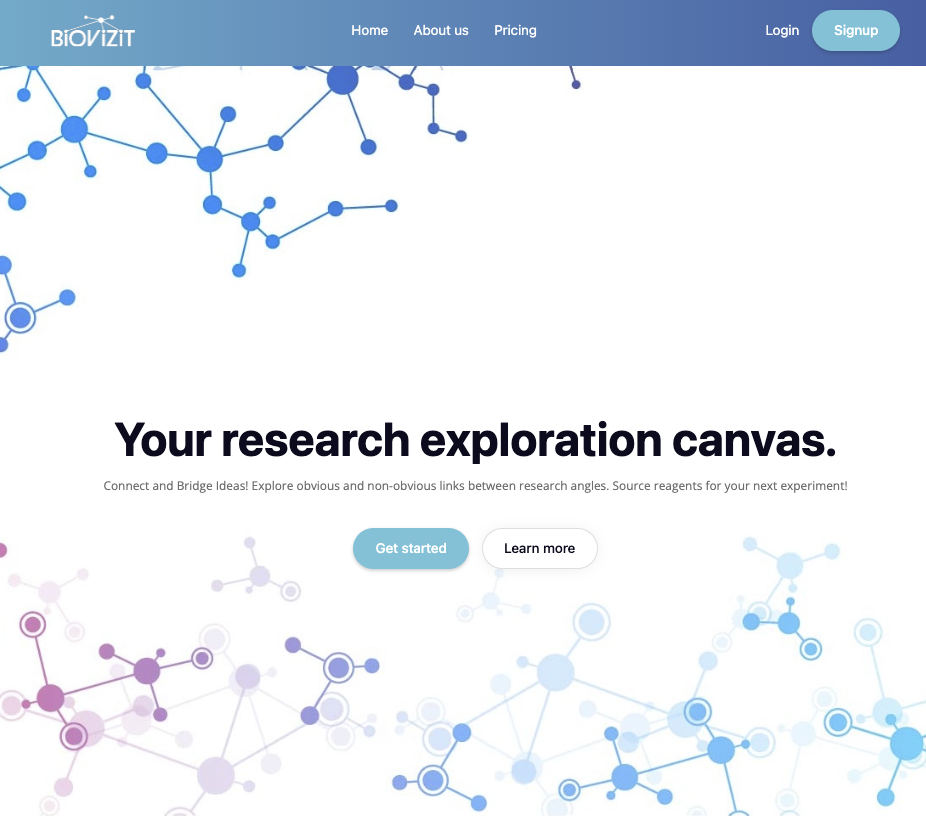 BiOViZiT
Home
About us
Pricing
Login
Signup
Your research exploration canvas.
Connect and Bridge Ideas! Explore obvious and non-obvious links between research angles. Source reagents for your next experiment!
Get started
Learn more